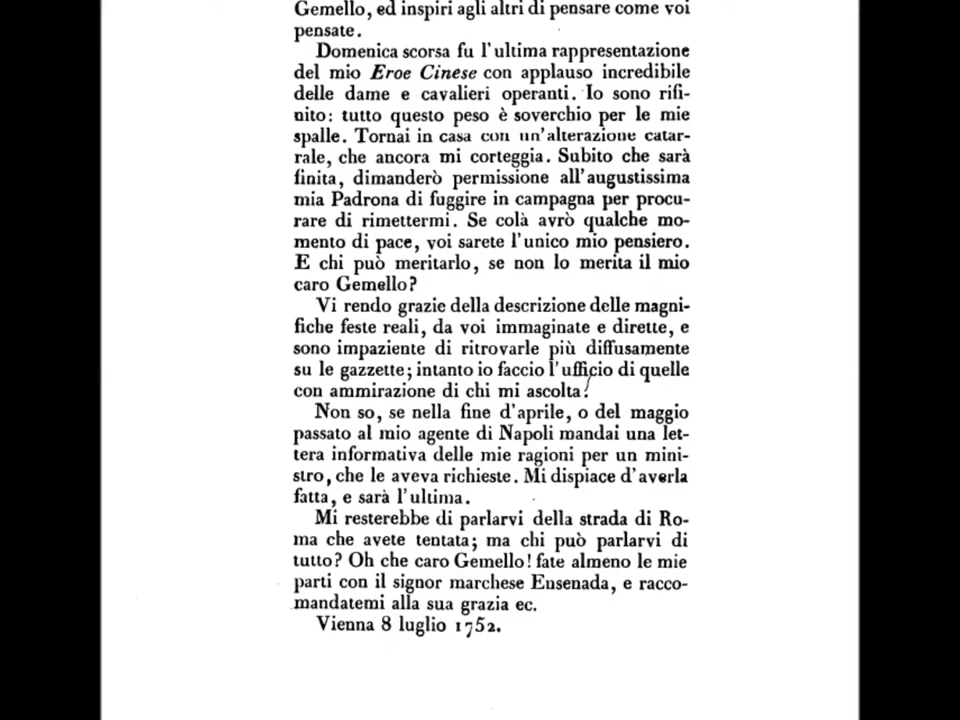 Gemello, ed inspiri agli altri di pensare come voi
pensate.
Domenica scorsa fu l'ultima rappresentazione
del mio Eroe Cinese con applauso incredibile
delle dame e cavalieri operanti. Io sono rifi-
nito: tutto questo peso è soverchio per le mie
spalle. Tornai in casa con un'alterazione catar-
rale, che ancora mi corteggia. Subito che sarà
finita, dimanderò permissione all'augustissima
mia Padrona di fuggire in campagna per procu-
rare di rimettermi. Se colà avrò qualche mo-
mento di pace, voi sarete l'unico mio pensiero.
E chi può meritarlo, se non lo merita il mio
caro Gemello?
Vi rendo grazie della descrizione delle magni-
fiche feste reali, da voi immaginate e dirette, e
sono impaziente di ritrovarle più diffusamente
su le gazzette; intanto io faccio l'ufficio di quelle
con ammirazione di chi mi ascolta.
Non so, se nella fine d'aprile, o del maggio
passato al mio agente di Napoli mandai una let-
tera informativa delle mie ragioni per un mini-
stro, che le aveva richieste. Mi dispiace d'averla
fatta, e sarà l'ultima.
Mi resterebbe di parlarvi della strada di Ro-
ma che avete tentata; ma chi può parlarvi di
tutto? Oh che caro Gemello! fate almeno le mie
parti con il signor marchese Ensenada, e racco-
mandatemi alla sua grazia ec.
Vienna 8 luglio 1752.